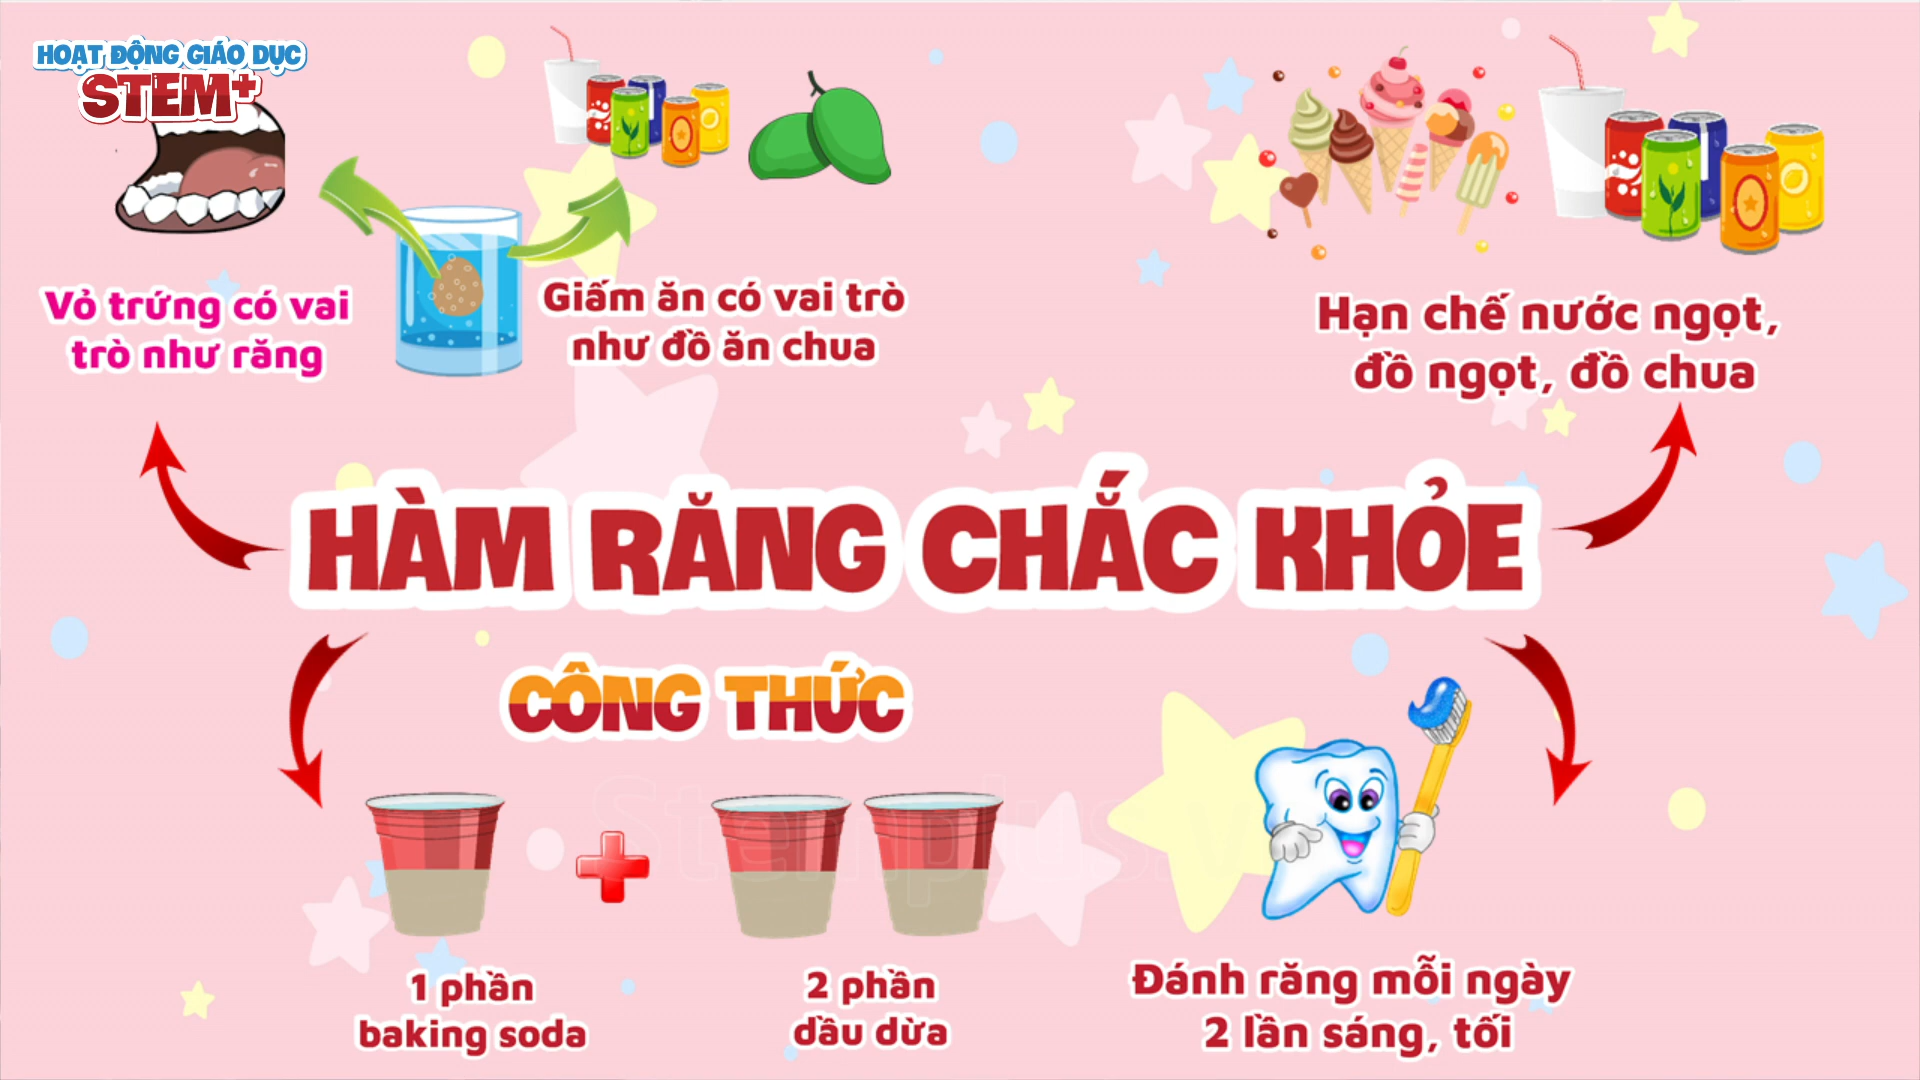 HOẠT ĐỘNG GIÁO DỤC
STEM+
Vỏ trứng có vai
trò như răng
Giấm ăn có vai trò
như đồ ăn chua
Hạn chế nước ngọt,
đồ ngọt, đồ chua
HÀM RĂNG CHẮC KHỎE
CÔNG THỨC
1 phần
baking soda
2 phần
dầu dừa
Đánh răng mỗi ngày
2 lần sáng, tối